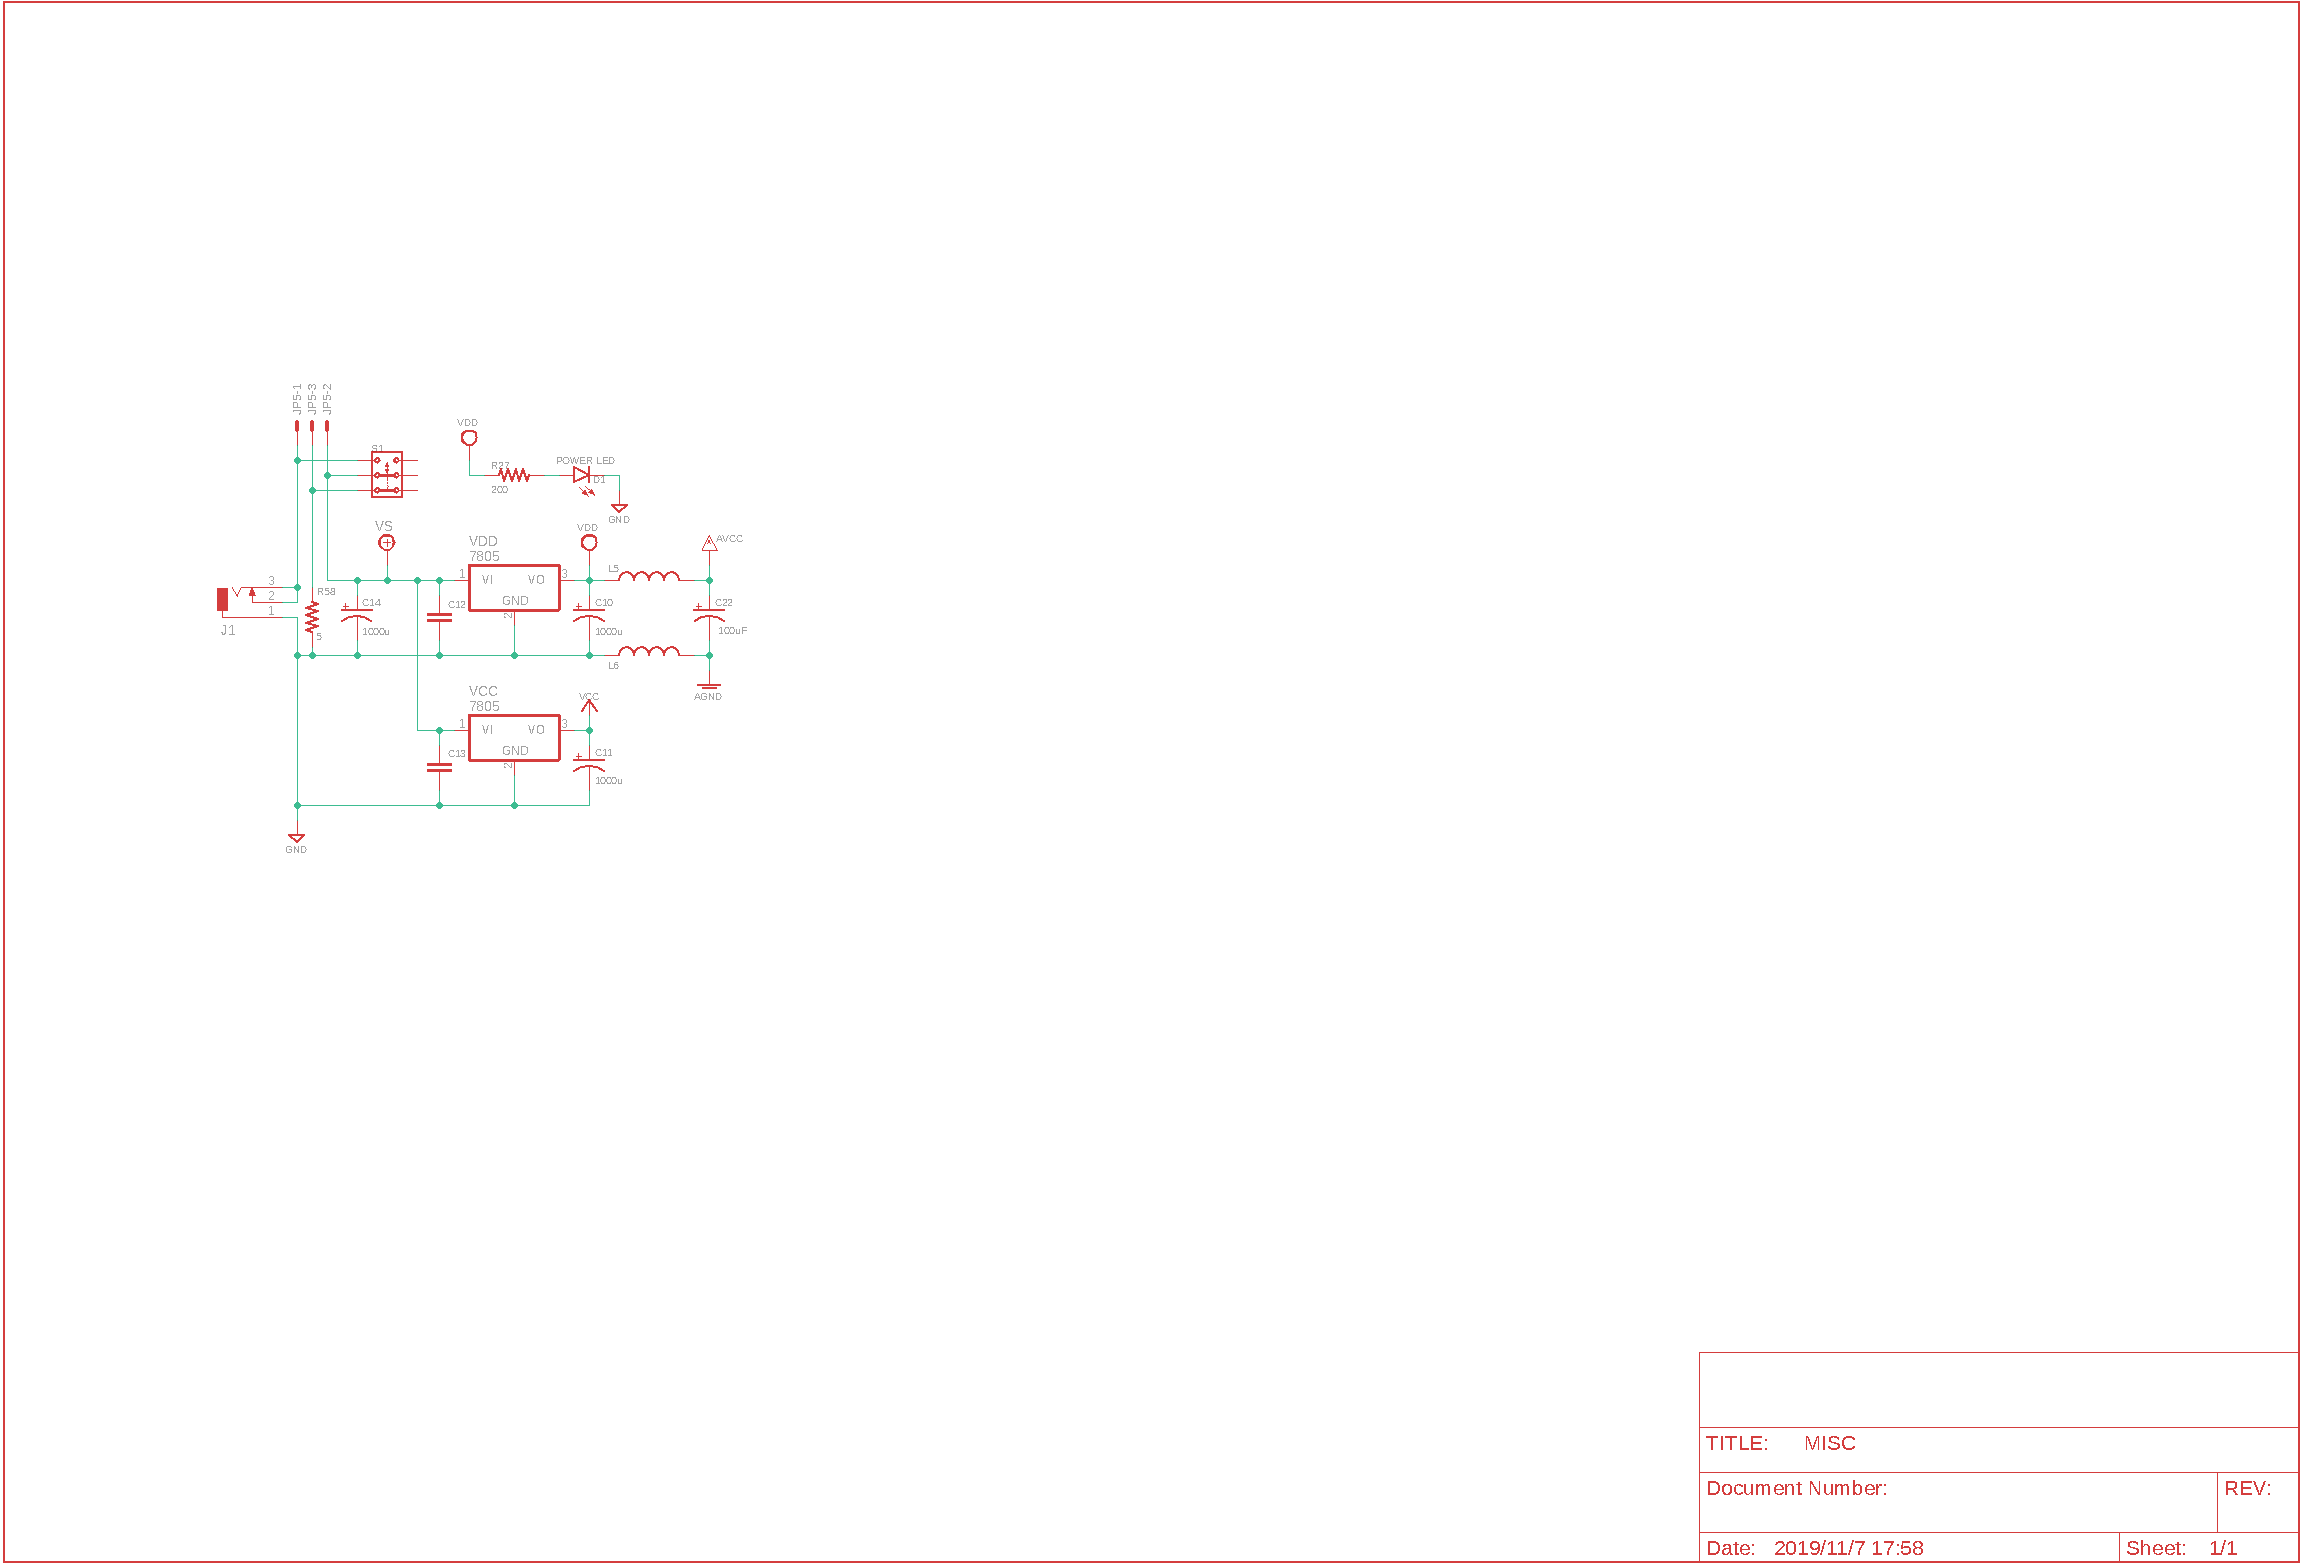 JP5-1
JP5-3
JP5-2
S1
VDD
R27
200
POWER LED
D1
GND
VS
VDD
7805
1
VI
VO
3
GND
2
VDD
L5
AVCC
3
2
1
J1
R58
5
C14
1000u
C12
C10
1000u
C22
100uF
L6
AGND
VCC
7805
1
VI
VO
3
GND
2
VCC
C13
C11
1000u
GND
TITLE: MISC
Document Number:
REV:
Date: 2019/11/7 17:58
Sheet: 1/1